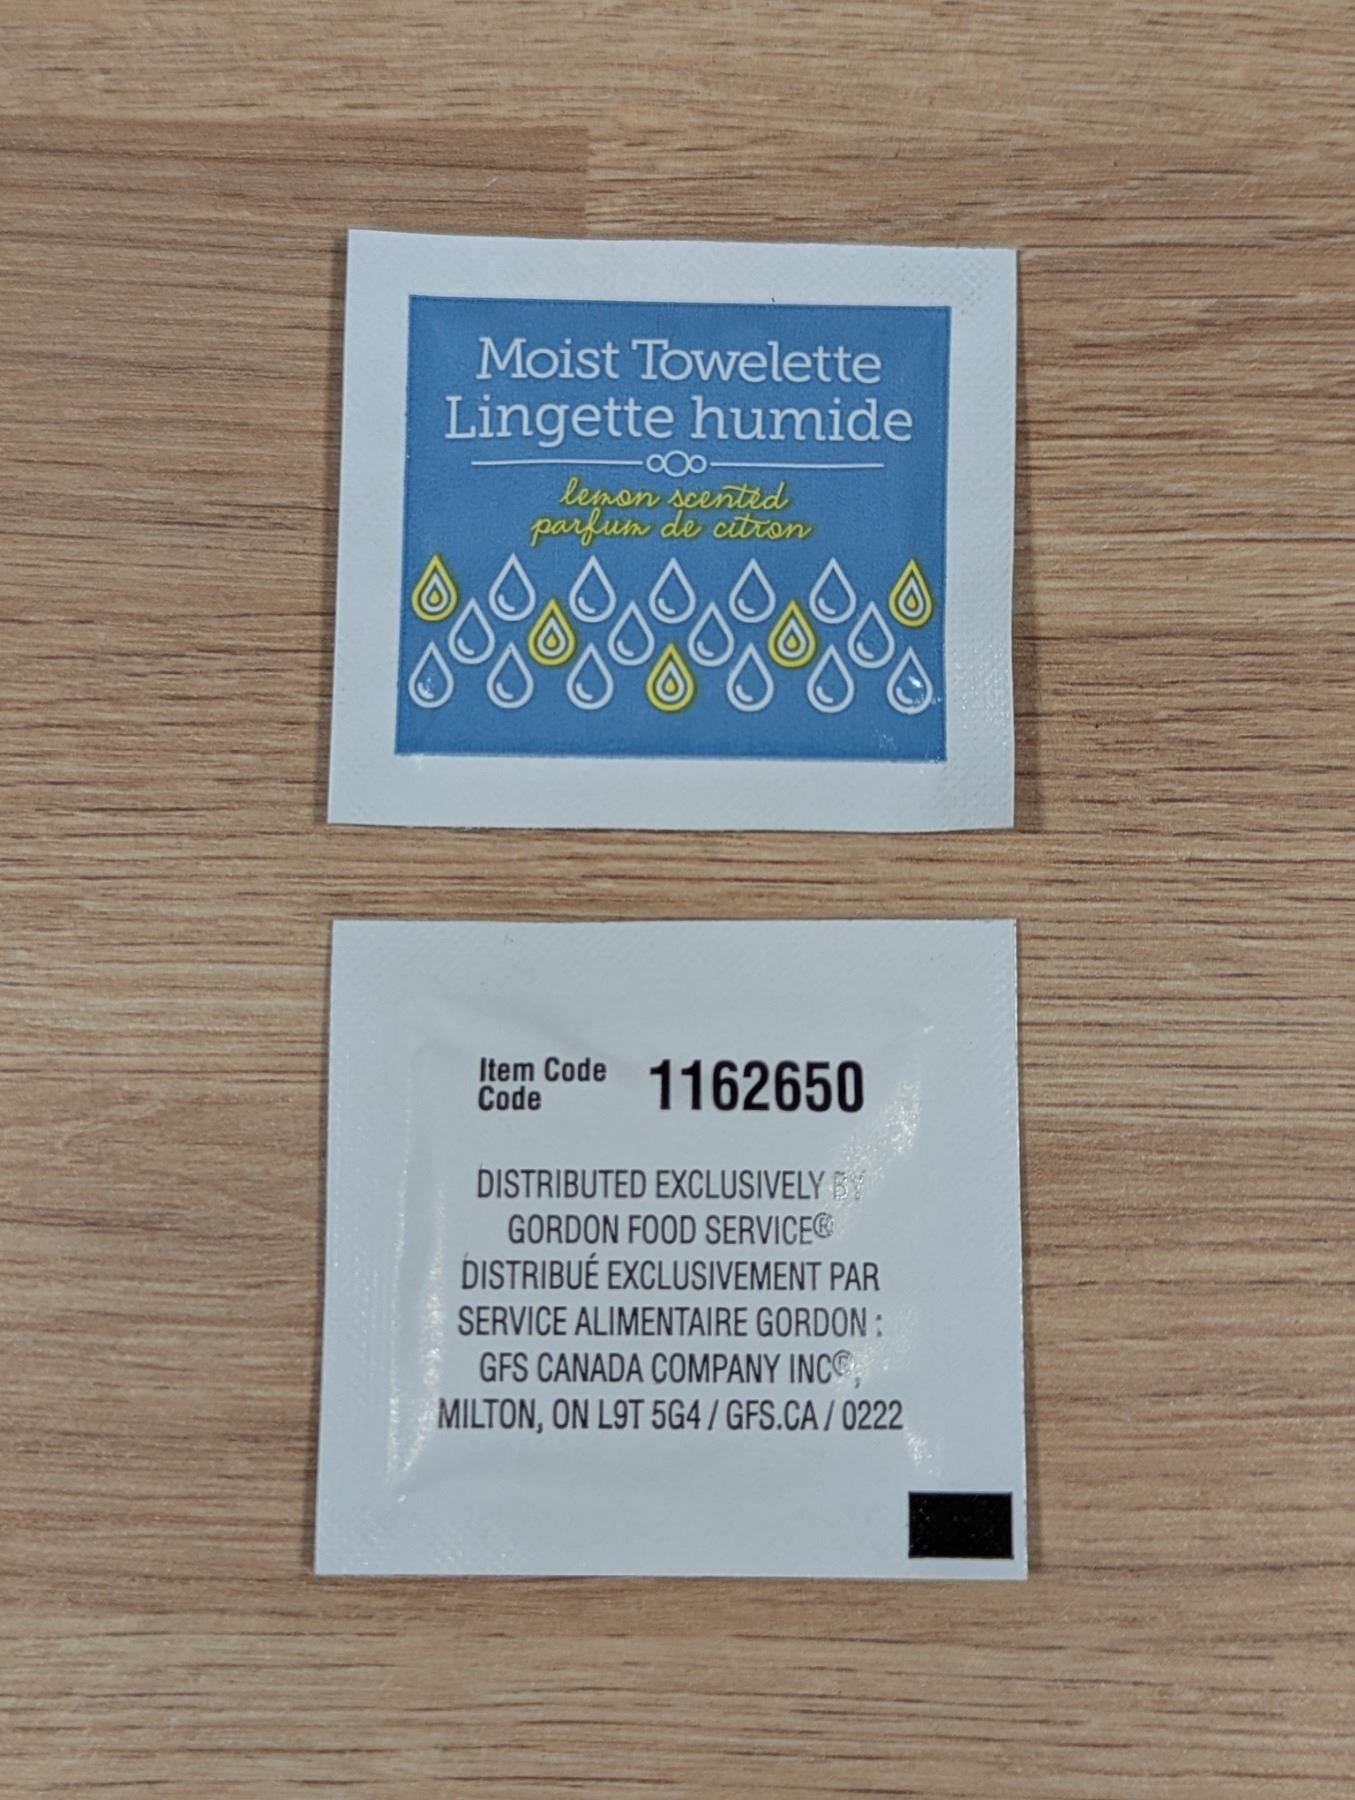 Moist Towelette
Lingette humide
lemon scented
parfum de citron
Item Code 1162650
Code
DISTRIBUTED EXCLUSIVELY BY
GORDON FOOD SERVICE®
DISTRIBUÉ EXCLUSIVEMENT PAR
SERVICE ALIMENTAIRE GORDON :
GFS CANADA COMPANY INC®,
MILTON, ON L9T 5G4 / GFS.CA / 0222